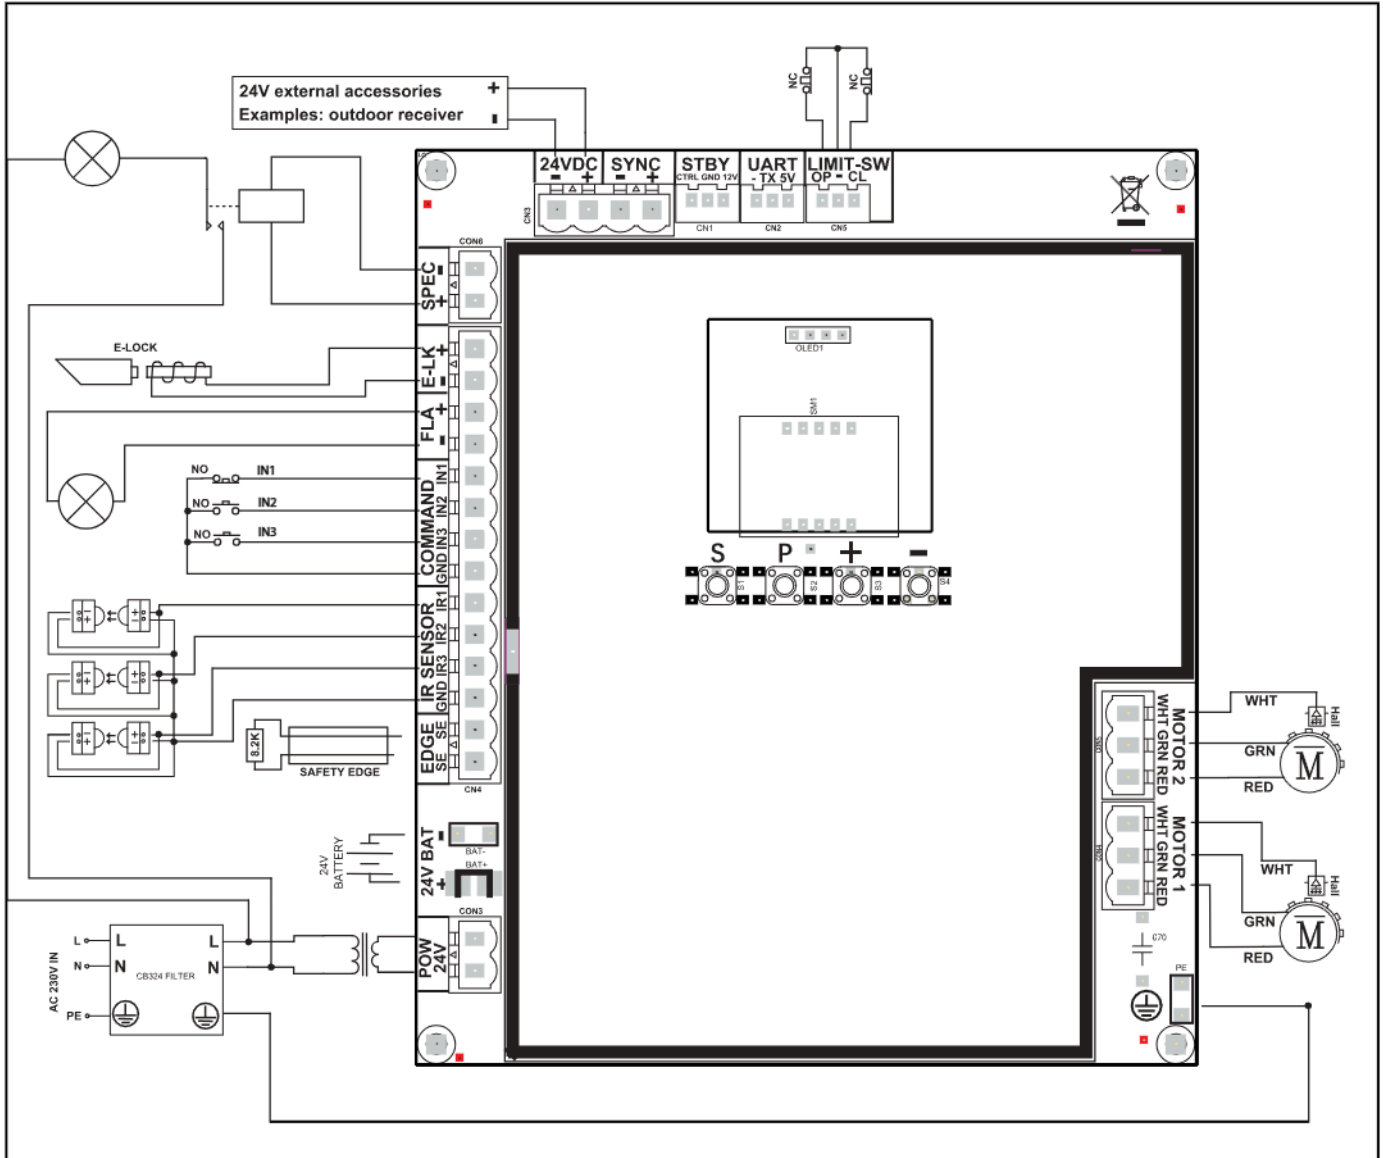 24V external accessories +
Examples: outdoor receiver -
NC
NC
24VDC
- +
SYNC
- +
STBY
CTRL GND 12V
UART
- TX 5V
LIMIT-SW
OP - CL
CN3
CN1
CN2
CN5
CON6
SPEC
- +
E-LOCK
E-LK
+ -
FLA
+ -
NO IN1
NO IN2
NO IN3
COMMAND
IN1
IN2
IN3
GND
IR SENSOR
IR1
IR2
IR3
GND
EDGE
SE
SE
CN4
8.2K
SAFETY EDGE
OLED1
SM1
S P + -
S1
S2
S3
S4
24V
BATTERY
24V BAT
- +
BAT-
BAT+
CON3
POW
24V
AC 230V IN
L L L
N N N
CB324 FILTER
PE
MOTOR 2
WHT GRN RED
CON5
WHT
GRN
RED
Hall
M
MOTOR 1
WHT GRN RED
CON4
WHT
GRN
RED
Hall
M
C70
PE